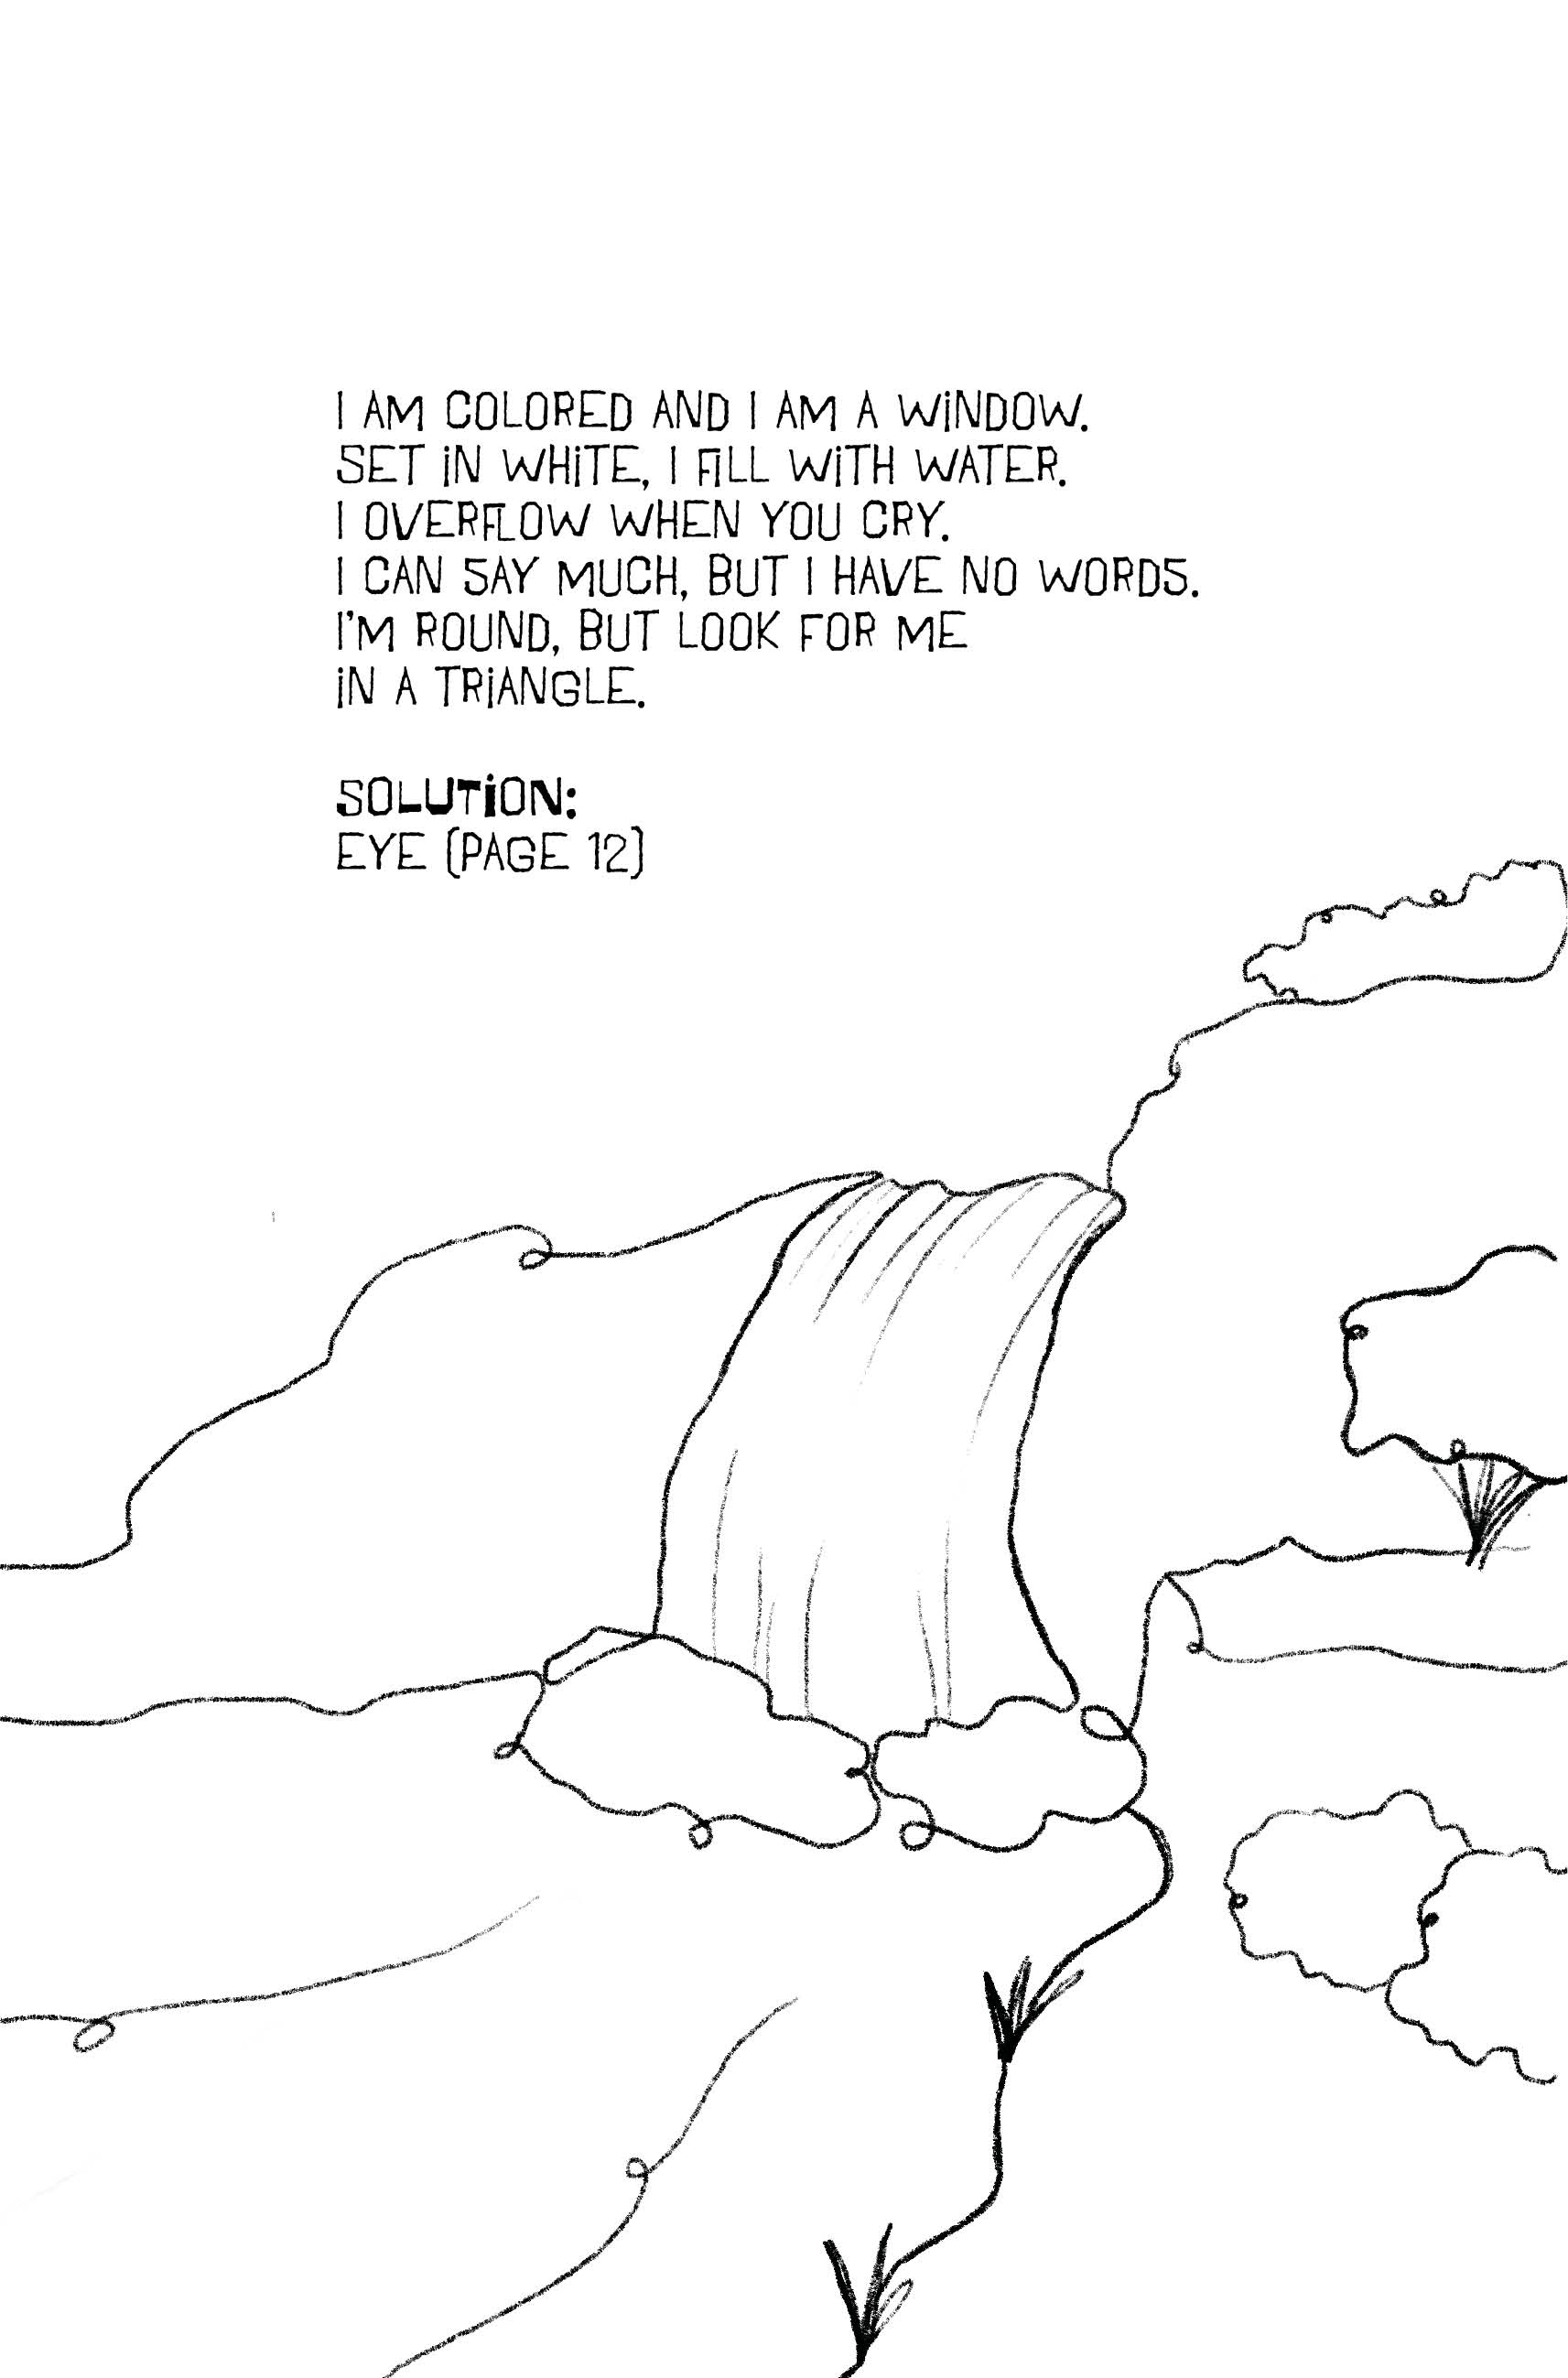 I AM COLORED AND I AM A WINDOW.
SET IN WHITE, I FILL WITH WATER.
I OVERFLOW WHEN YOU CRY.
I CAN SAY MUCH, BUT I HAVE NO WORDS.
I'M ROUND, BUT LOOK FOR ME
IN A TRIANGLE.
SOLUTION:
EYE (PAGE 12)